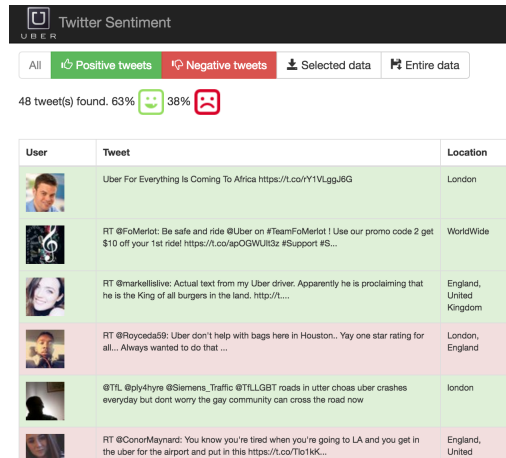 U
UBER
Twitter Sentiment
All Positive tweets Negative tweets Selected data Entire data
48 tweet(s) found. 63% 38%
User Tweet Location
Uber For Everything Is Coming To Africa https://t.co/rY1VLggJ6G London
RT @FoMerlot: Be safe and ride @Uber on #TeamFoMerlot ! Use our promo code 2 get WorldWide
$10 off your 1st ride! https://t.co/apOGWUlt3z #Support #S...
RT @markellislive: Actual text from my Uber driver. Apparently he is proclaiming that England,
he is the King of all burgers in the land. http://t.... United
Kingdom
RT @Royceda59: Uber don't help with bags here in Houston.. Yay one star rating for London,
all... Always wanted to do that ... England
@TfL @ply4hyre @Siemens_Traffic @TfLLGBT roads in utter choas uber crashes london
everyday but dont worry the gay community can cross the road now
RT @ConorMaynard: You know you're tired when you're going to LA and you get in England,
the uber for the airport and put in this https://t.co/Tlo1kK... United